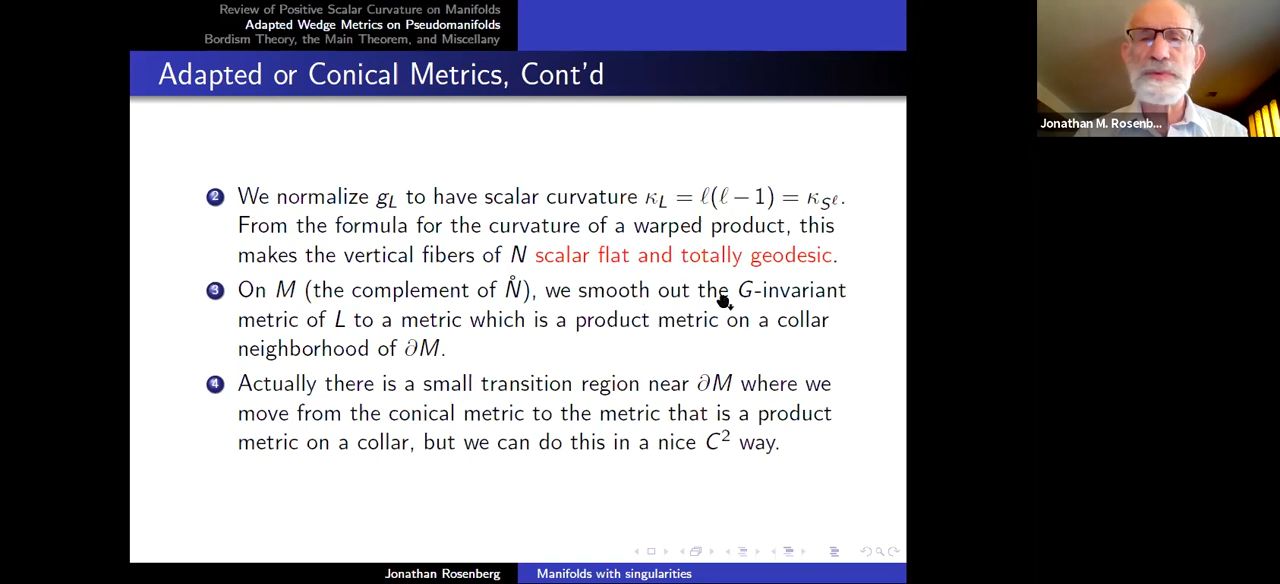 Review of Positive Scalar Curvature on Manifolds
Adapted Wedge Metrics on Pseudomanifolds
Bordism Theory, the Main Theorem, and Miscellany
Adapted or Conical Metrics, Cont'd
2 We normalize g_L to have scalar curvature κ_L = ℓ(ℓ − 1) = κ_{S^ℓ}.
From the formula for the curvature of a warped product, this
makes the vertical fibers of N scalar flat and totally geodesic.
3 On M (the complement of N̊), we smooth out the G-invariant
metric of L to a metric which is a product metric on a collar
neighborhood of ∂M.
4 Actually there is a small transition region near ∂M where we
move from the conical metric to the metric that is a product
metric on a collar, but we can do this in a nice C² way.
Jonathan Rosenberg
Manifolds with singularities
Jonathan M. Rosenb...